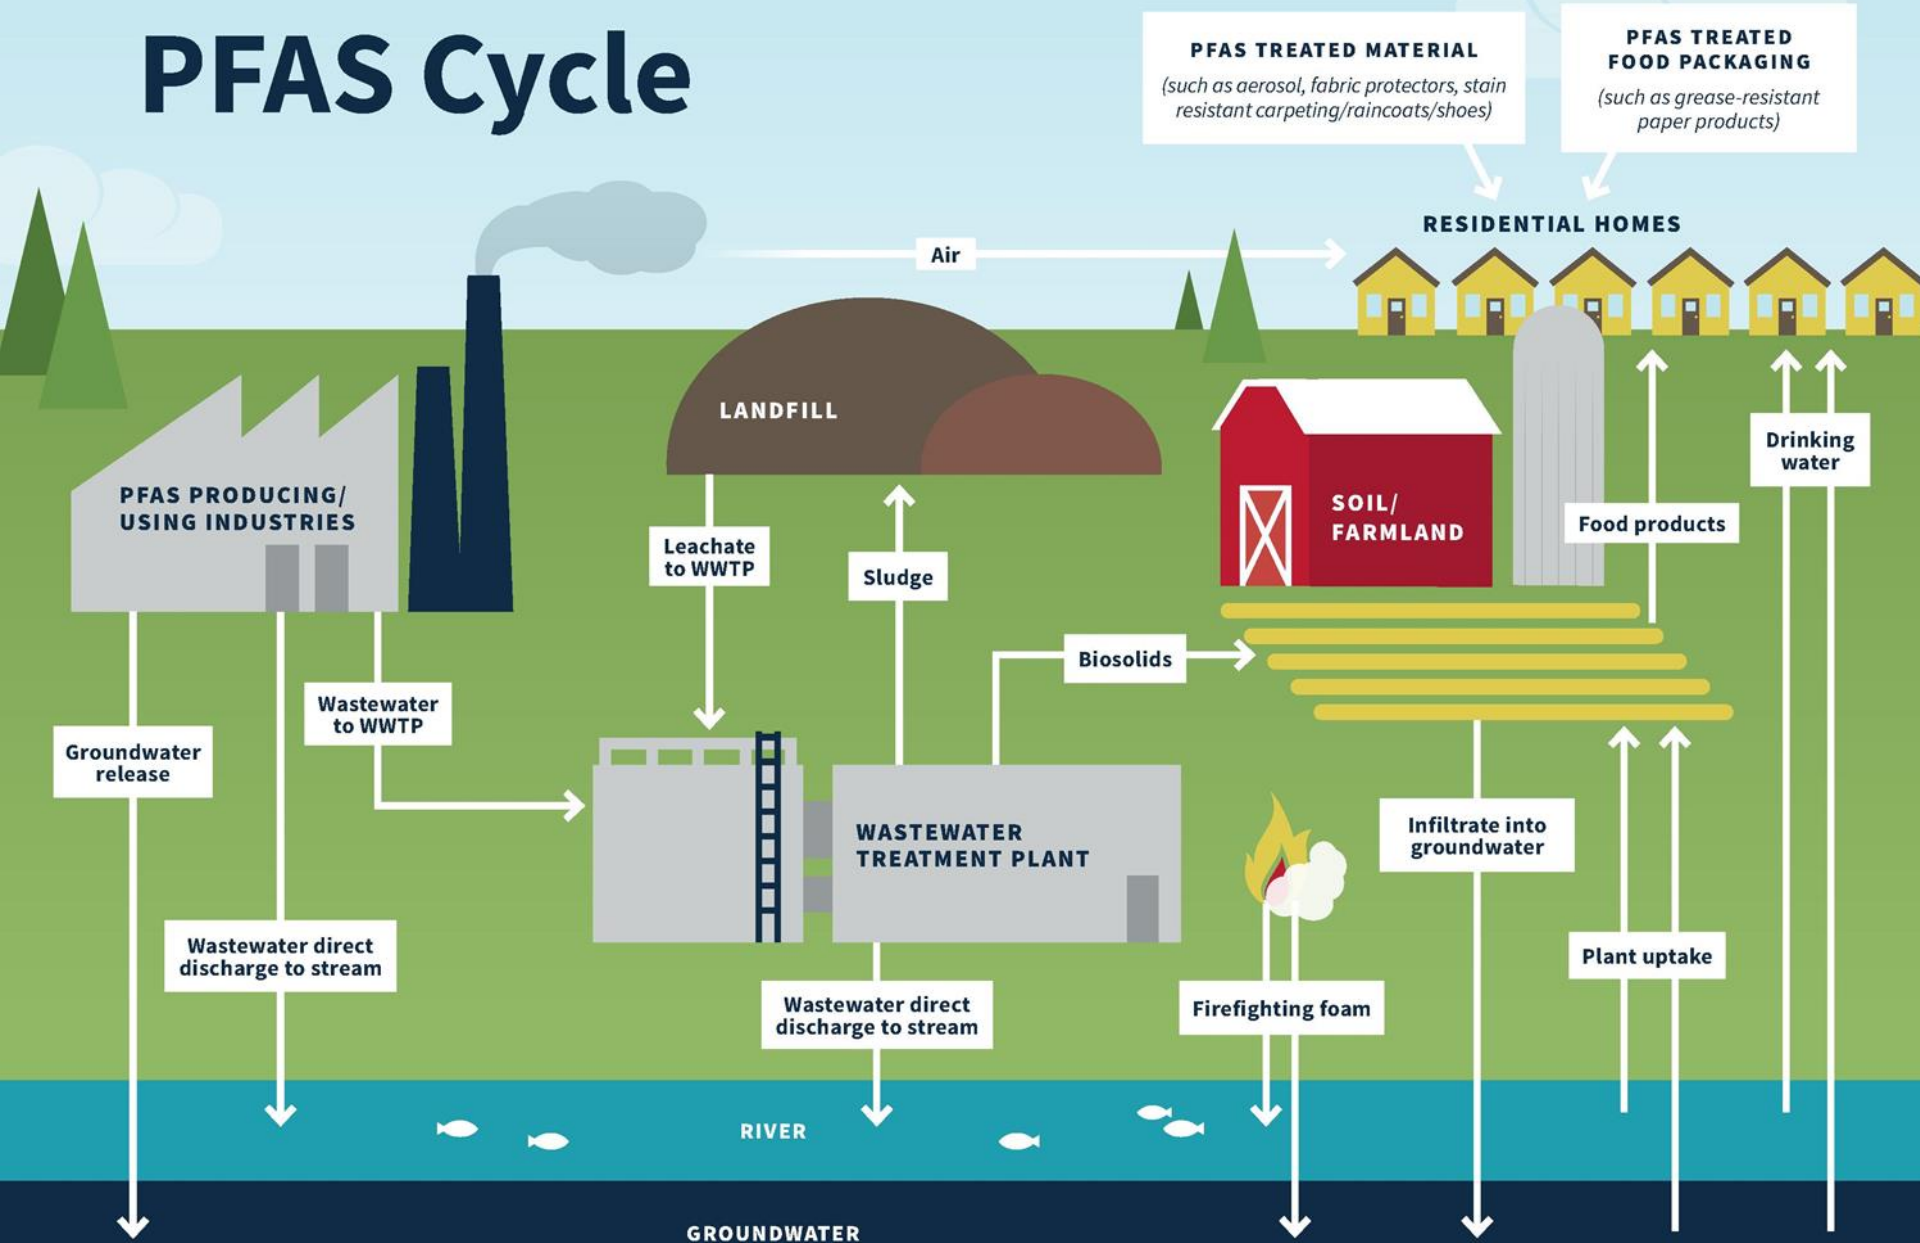 PFAS Cycle
PFAS TREATED MATERIAL
(such as aerosol, fabric protectors, stain
resistant carpeting/raincoats/shoes)
PFAS TREATED
FOOD PACKAGING
(such as grease-resistant
paper products)
RESIDENTIAL HOMES
Air
LANDFILL
PFAS PRODUCING/
USING INDUSTRIES
Leachate
to WWTP
Sludge
SOIL/
FARMLAND
Food products
Drinking
water
Biosolids
Wastewater
to WWTP
Groundwater
release
WASTEWATER
TREATMENT PLANT
Infiltrate into
groundwater
Wastewater direct
discharge to stream
Wastewater direct
discharge to stream
Firefighting foam
Plant uptake
RIVER
GROUNDWATER